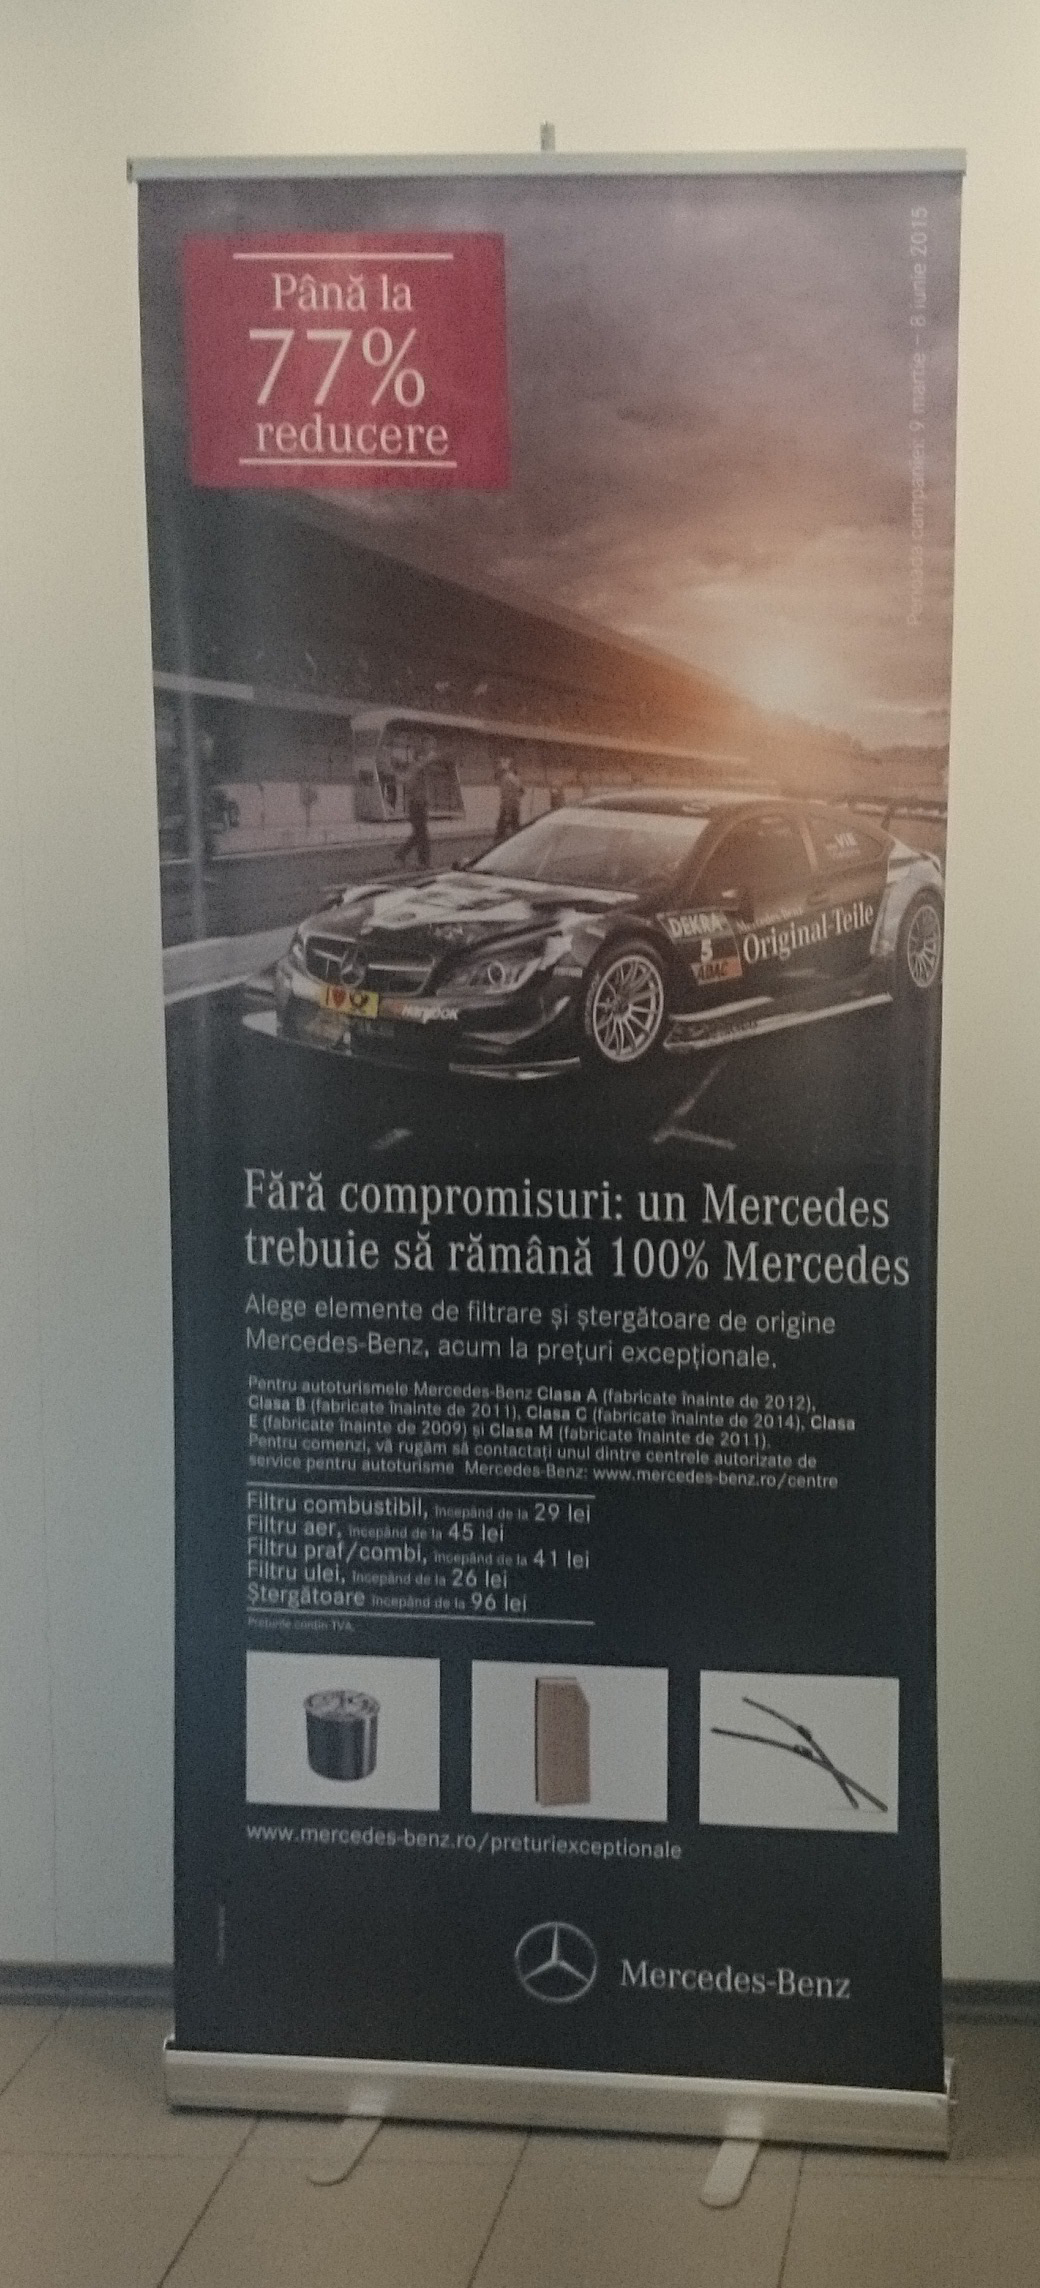 Până la
77%
reducere
Perioada campaniei: 9 martie – 8 iunie 2015
DEKRA
5
ADAC
Mercedes-Benz
Original-Teile
HANKOOK
Fără compromisuri: un Mercedes
trebuie să rămână 100% Mercedes
Alege elemente de filtrare și ștergătoare de origine
Mercedes-Benz, acum la prețuri excepționale.
Pentru autoturismele Mercedes-Benz Clasa A (fabricate înainte de 2012),
Clasa B (fabricate înainte de 2011), Clasa C (fabricate înainte de 2014), Clasa
E (fabricate înainte de 2009) și Clasa M (fabricate înainte de 2011).
Pentru comenzi, vă rugăm să contactați unul dintre centrele autorizate de
service pentru autoturisme Mercedes-Benz: www.mercedes-benz.ro/centre
Filtru combustibil, începând de la 29 lei
Filtru aer, începând de la 45 lei
Filtru praf/combi, începând de la 41 lei
Filtru ulei, începând de la 26 lei
Ștergătoare începând de la 96 lei
Prețurile conțin TVA.
www.mercedes-benz.ro/preturiexceptionale
Mercedes-Benz